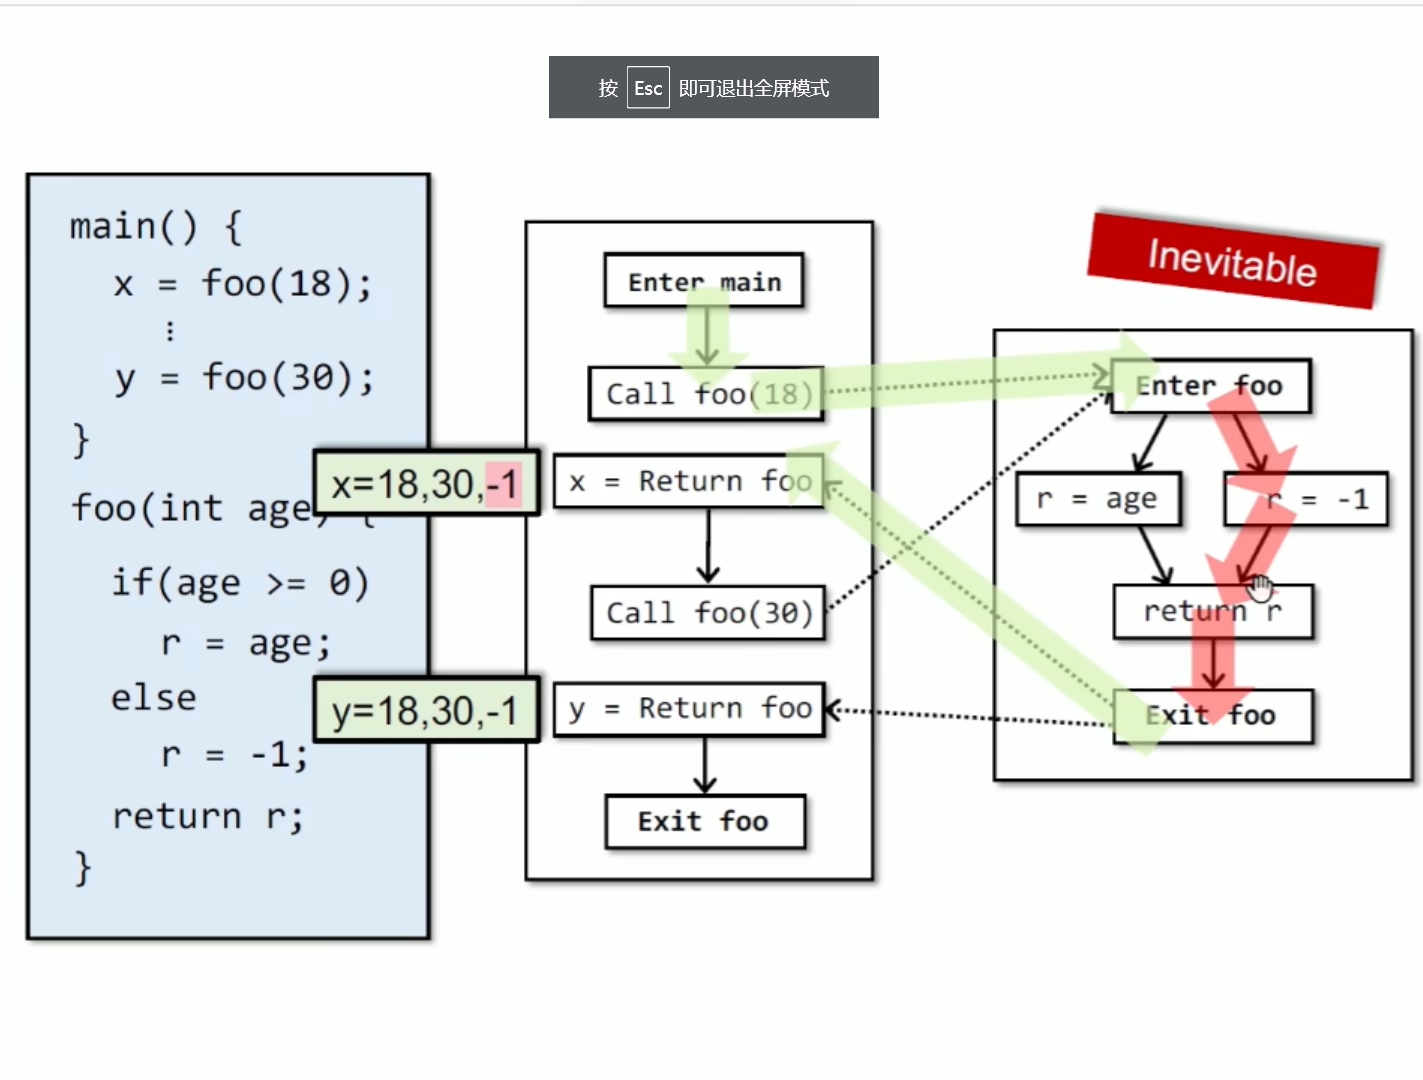 按 Esc 即可退出全屏模式
main() {
x = foo(18);
⋮
y = foo(30);
}
foo(int age) {
if(age >= 0)
r = age;
else
r = -1;
return r;
}
x=18,30,-1
y=18,30,-1
Enter main
Call foo(18)
x = Return foo
Call foo(30)
y = Return foo
Exit foo
Inevitable
Enter foo
r = age
r = -1
return r
Exit foo